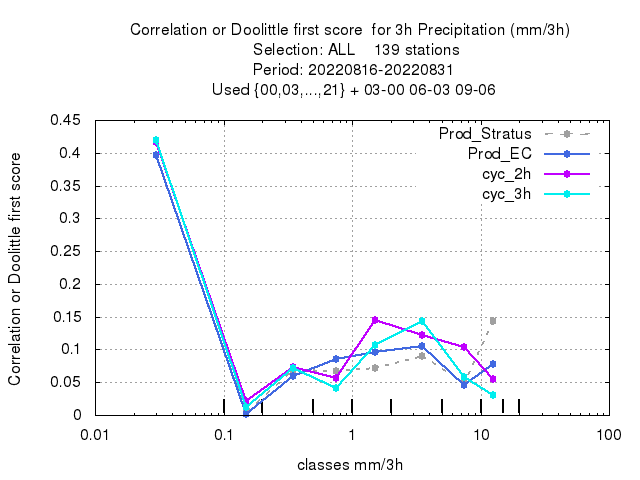 Correlation or Doolittle first score  for 3h Precipitation (mm/3h)
Selection: ALL    139 stations
Period: 20220816-20220831
Used {00,03,...,21} + 03-00 06-03 09-06
Prod_Stratus
Prod_EC
cyc_2h
cyc_3h
0.45
0.4
0.35
0.3
0.25
0.2
0.15
0.1
0.05
0
Correlation or Doolittle first score
0.01
0.1
1
10
100
classes mm/3h